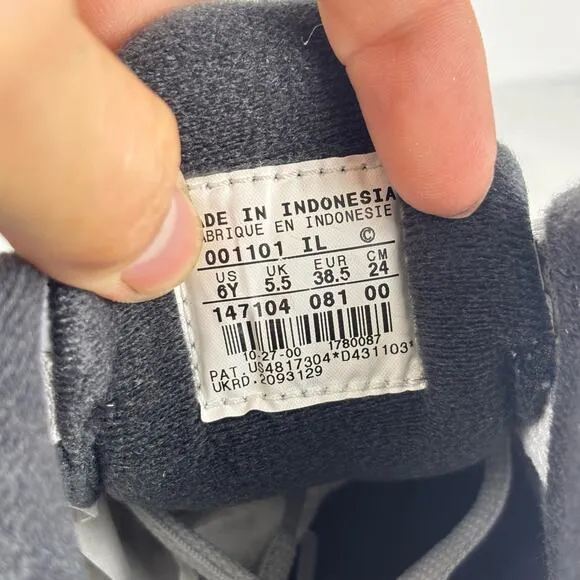 ADE IN INDONESIA
ABRIQUE EN INDONESIE
001101 IL ©
US UK EUR CM
6Y 5.5 38.5 24
147104 081 00
10-27-00 1780087
PAT. US4817304*D431103*
UKRD.2093129